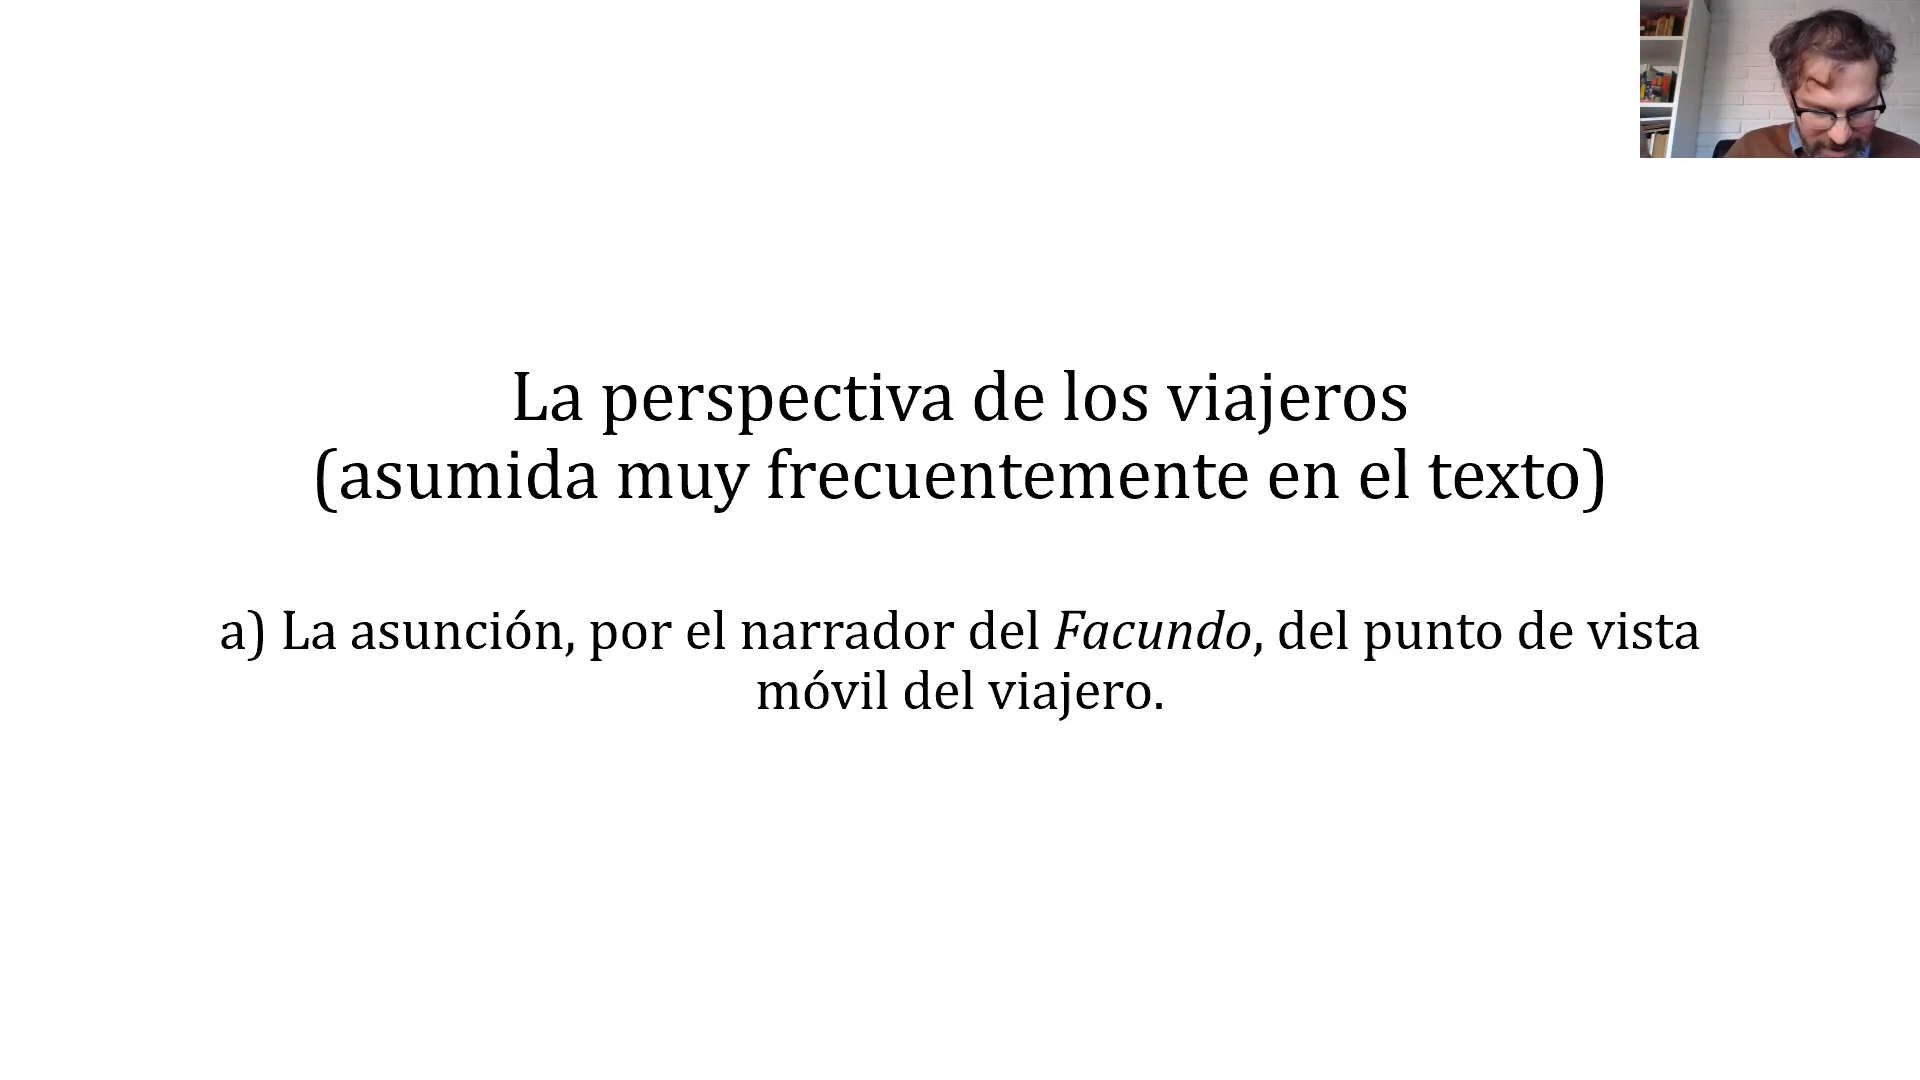 La perspectiva de los viajeros
(asumida muy frecuentemente en el texto)
a) La asunción, por el narrador del Facundo, del punto de vista
móvil del viajero.